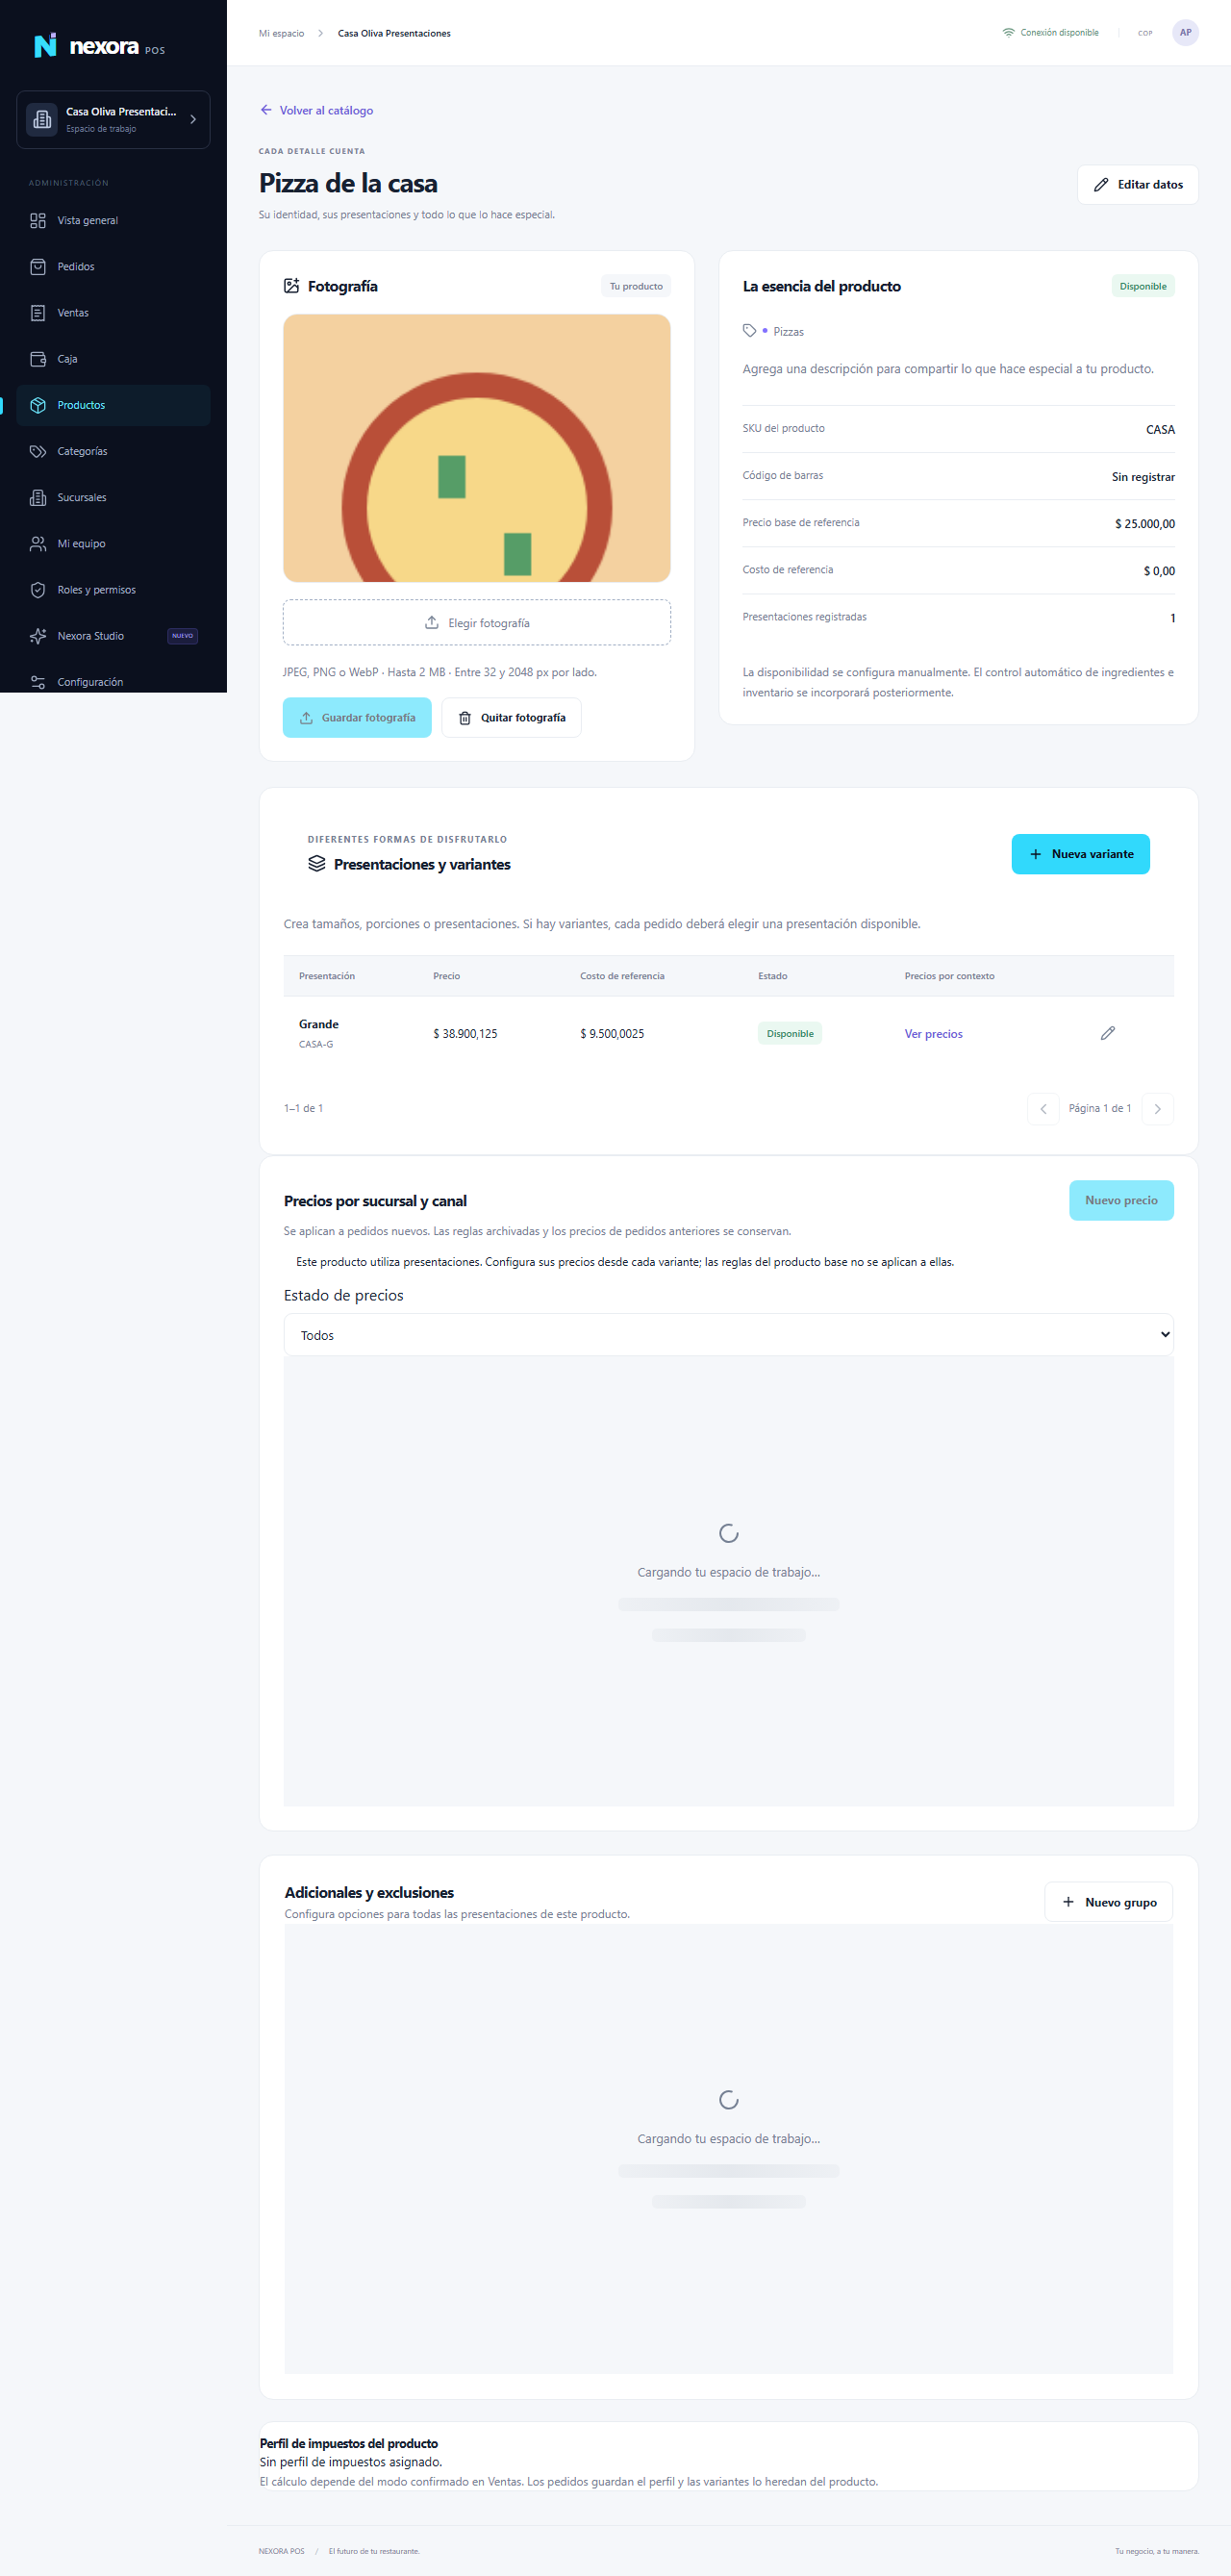 nexora POS
Casa Oliva Presentaci...
Espacio de trabajo
ADMINISTRACIÓN
Vista general
Pedidos
Ventas
Caja
Productos
Categorías
Sucursales
Mi equipo
Roles y permisos
Nexora Studio NUEVO
Configuración
Mi espacio > Casa Oliva Presentaciones
Conexión disponible COP AP
Volver al catálogo
CADA DETALLE CUENTA
Pizza de la casa
Su identidad, sus presentaciones y todo lo que lo hace especial.
Editar datos
Fotografía
Tu producto
Elegir fotografía
JPEG, PNG o WebP · Hasta 2 MB · Entre 32 y 2048 px por lado.
Guardar fotografía
Quitar fotografía
La esencia del producto
Disponible
Pizzas
Agrega una descripción para compartir lo que hace especial a tu producto.
SKU del producto CASA
Código de barras Sin registrar
Precio base de referencia $ 25.000,00
Costo de referencia $ 0,00
Presentaciones registradas 1
La disponibilidad se configura manualmente. El control automático de ingredientes e
inventario se incorporará posteriormente.
DIFERENTES FORMAS DE DISFRUTARLO
Presentaciones y variantes
+ Nueva variante
Crea tamaños, porciones o presentaciones. Si hay variantes, cada pedido deberá elegir una presentación disponible.
Presentación Precio Costo de referencia Estado Precios por contexto
Grande
CASA-G
$ 38.900,125 $ 9.500,0025 Disponible Ver precios
1–1 de 1
Página 1 de 1
Precios por sucursal y canal
Nuevo precio
Se aplican a pedidos nuevos. Las reglas archivadas y los precios de pedidos anteriores se conservan.
Este producto utiliza presentaciones. Configura sus precios desde cada variante; las reglas del producto base no se aplican a ellas.
Estado de precios
Todos
Cargando tu espacio de trabajo...
Adicionales y exclusiones
Configura opciones para todas las presentaciones de este producto.
+ Nuevo grupo
Cargando tu espacio de trabajo...
Perfil de impuestos del producto
Sin perfil de impuestos asignado.
El cálculo depende del modo confirmado en Ventas. Los pedidos guardan el perfil y las variantes lo heredan del producto.
NEXORA POS / El futuro de tu restaurante.
Tu negocio, a tu manera.